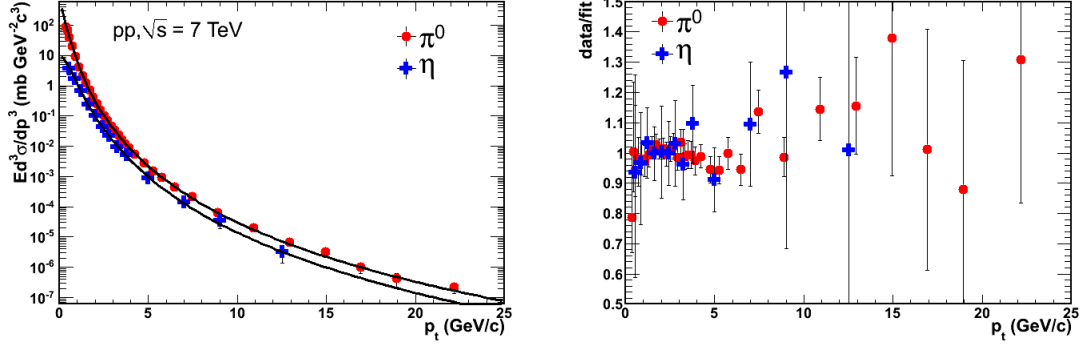 Ed³σ/dp³ (mb GeV⁻²c³)
pp, √s = 7 TeV
π⁰
η
10²
10
1
10⁻¹
10⁻²
10⁻³
10⁻⁴
10⁻⁵
10⁻⁶
10⁻⁷
0 5 10 15 20 25
pₜ (GeV/c)
data/fit
π⁰
η
1.5
1.4
1.3
1.2
1.1
1
0.9
0.8
0.7
0.6
0.5
0 5 10 15 20 25
pₜ (GeV/c)